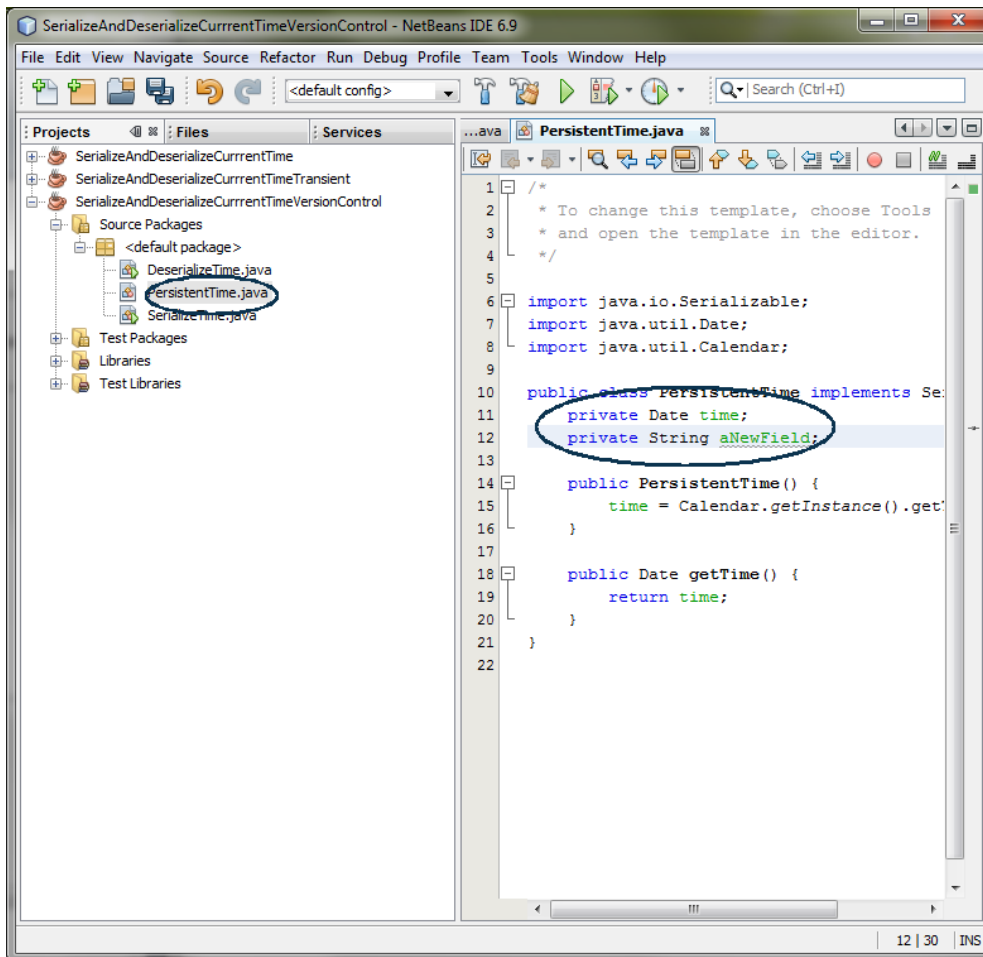 SerializeAndDeserializeCurrrentTimeVersionControl - NetBeans IDE 6.9
File Edit View Navigate Source Refactor Run Debug Profile Team Tools Window Help
<default config>
Search (Ctrl+I)
Projects Files Services
...ava PersistentTime.java
SerializeAndDeserializeCurrrentTime
SerializeAndDeserializeCurrrentTimeTransient
SerializeAndDeserializeCurrrentTimeVersionControl
Source Packages
<default package>
DeserializeTime.java
PersistentTime.java
SerializeTime.java
Test Packages
Libraries
Test Libraries
1 /*
2 * To change this template, choose Tools
3 * and open the template in the editor.
4 */
5
6 import java.io.Serializable;
7 import java.util.Date;
8 import java.util.Calendar;
9
10 public class PersistentTime implements Se
11 private Date time;
12 private String aNewField;
13
14 public PersistentTime() {
15 time = Calendar.getInstance().get
16 }
17
18 public Date getTime() {
19 return time;
20 }
21 }
22
12 | 30 INS